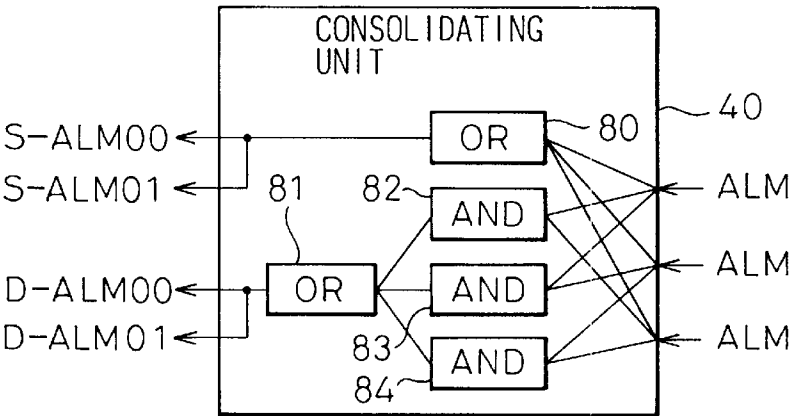 CONSOLIDATING
UNIT
40
S-ALM00
OR
80
S-ALM01
81
82
AND
ALM
D-ALM00
OR
AND
ALM
D-ALM01
83
ALM
84
AND